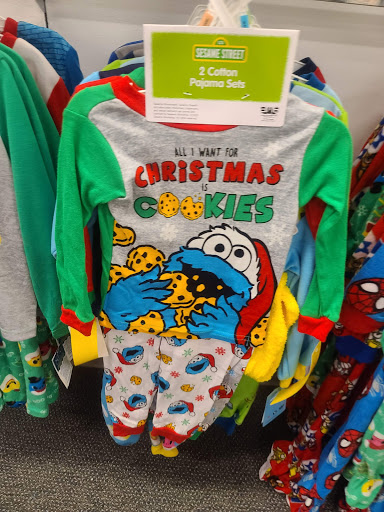 SESAME STREET
2 Cotton
Pajama Sets
ALL I WANT FOR
CHRISTMAS
IS
COOKIES